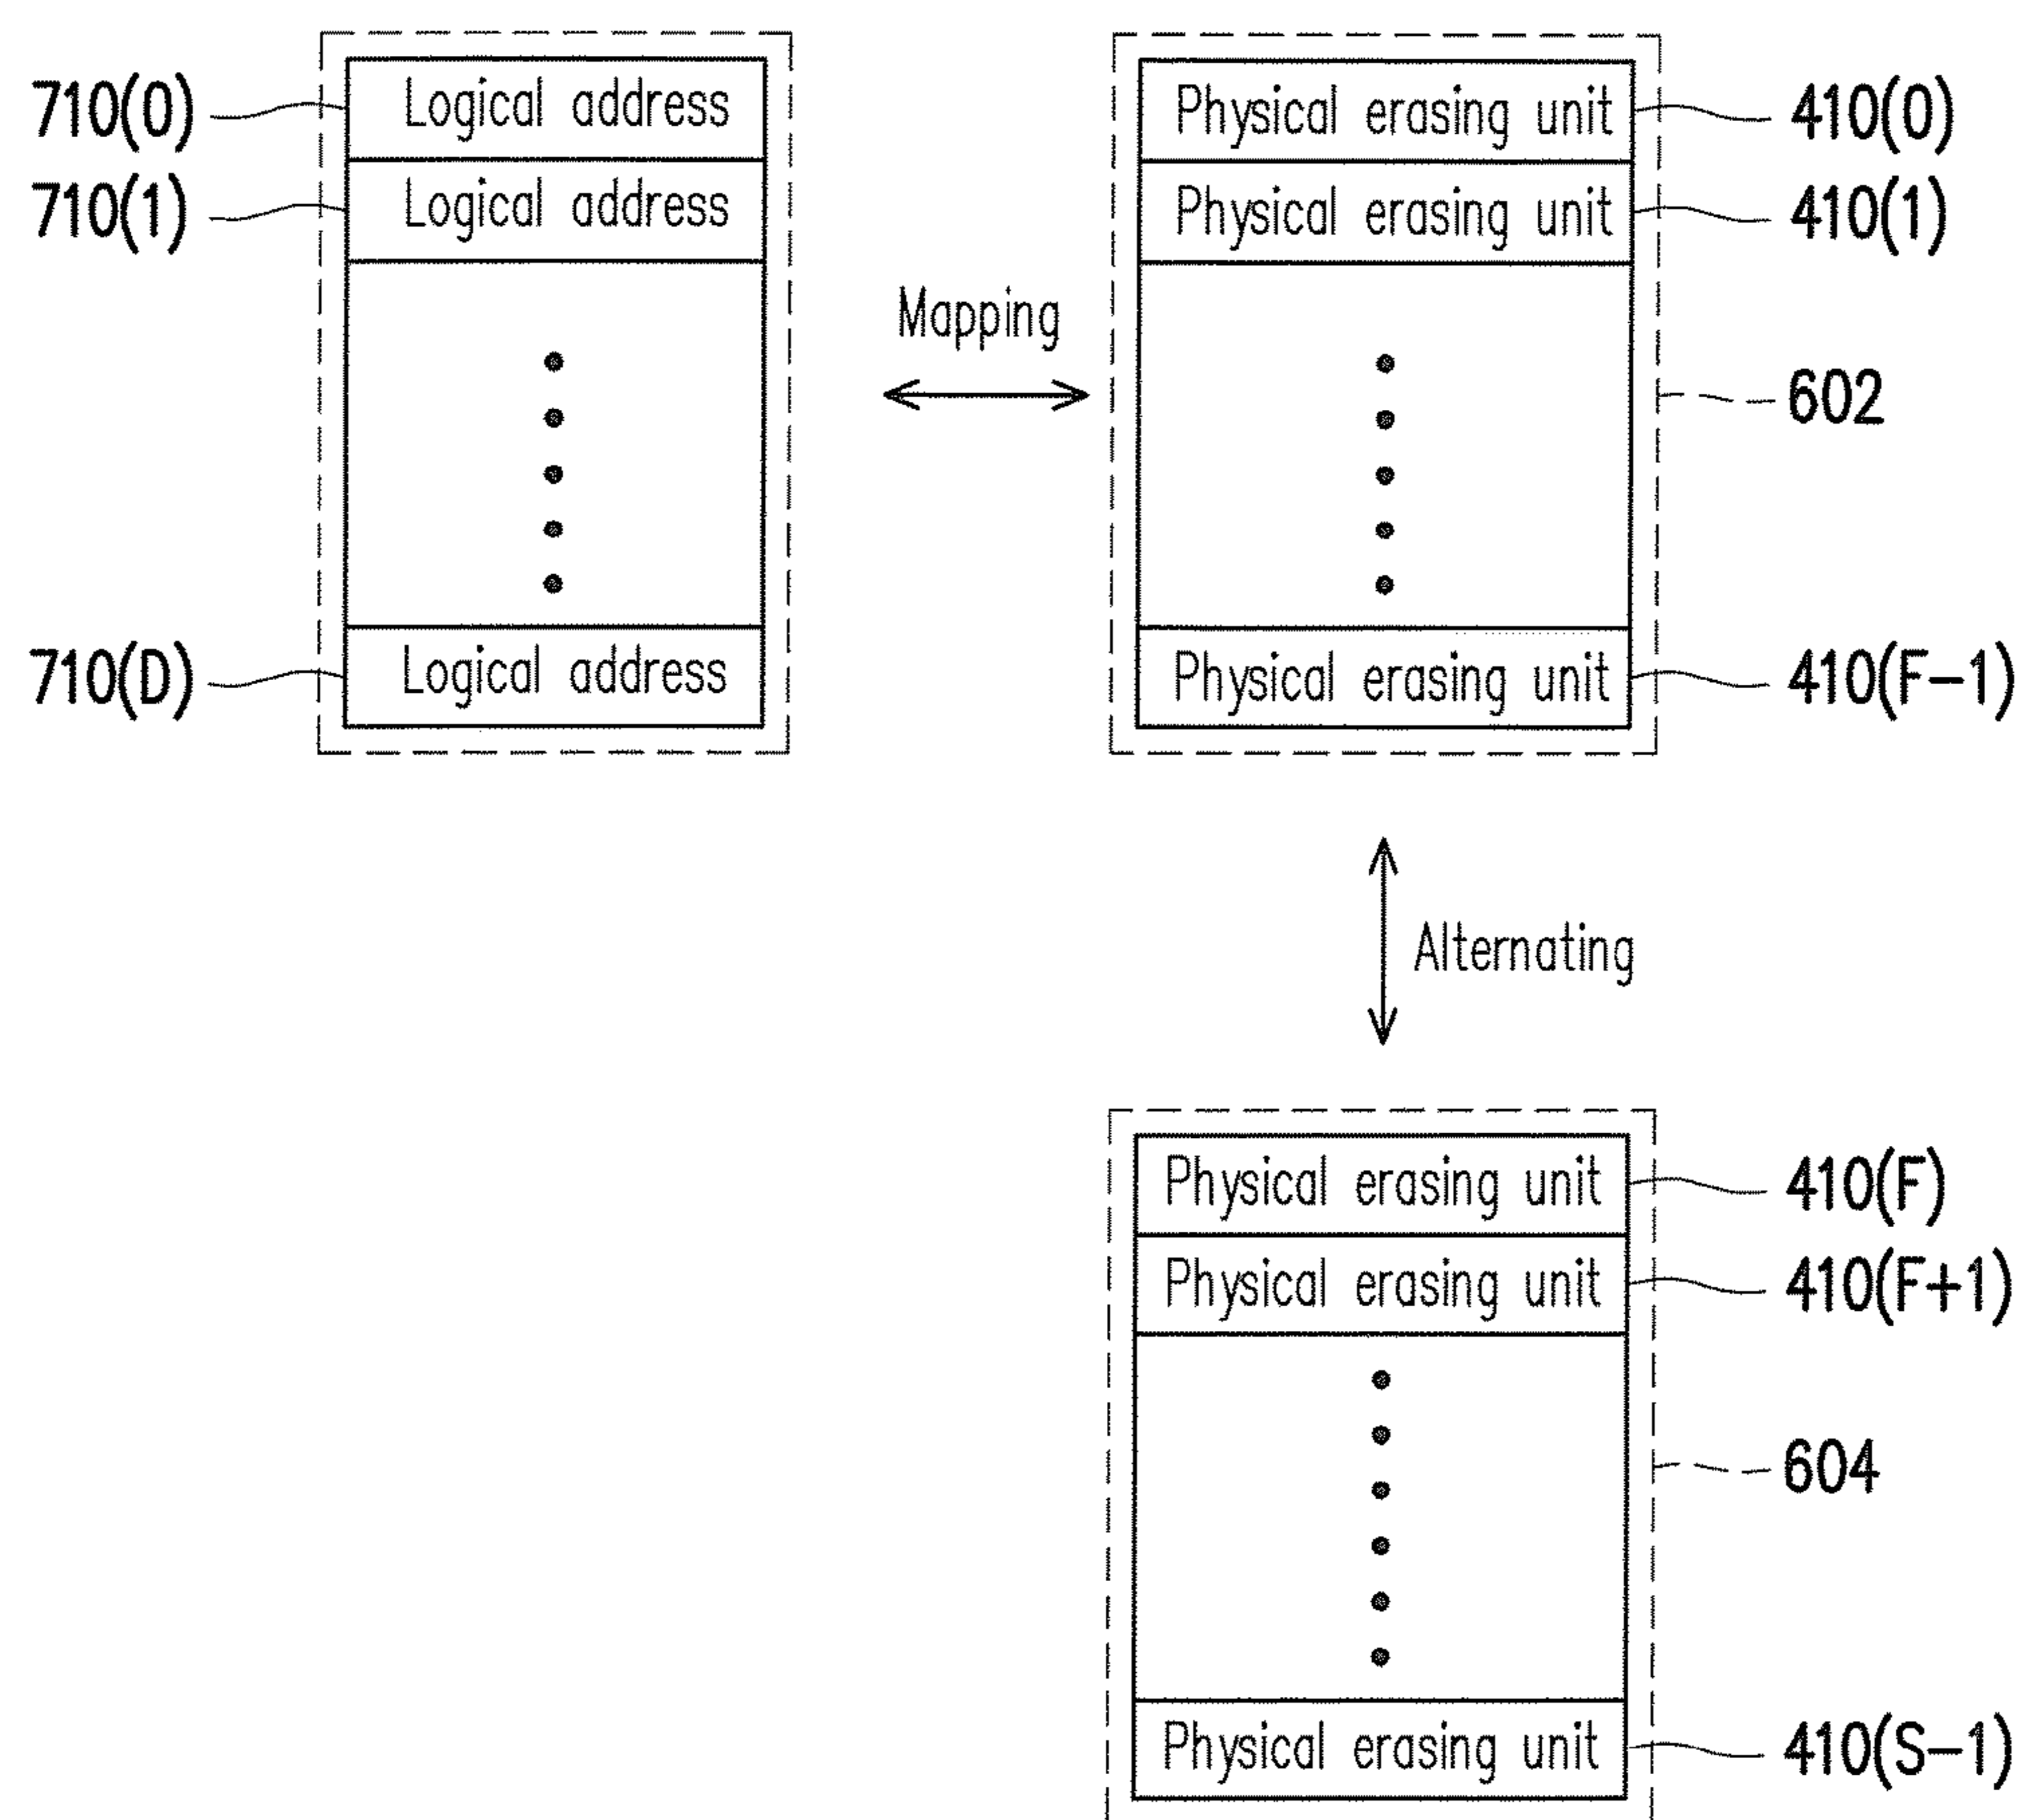 710(0) Logical address Physical erasing unit 410(0)
710(1) Logical address Physical erasing unit 410(1)
Mapping
602
710(D) Logical address Physical erasing unit 410(F-1)
Alternating
Physical erasing unit 410(F)
Physical erasing unit 410(F+1)
604
Physical erasing unit 410(S-1)